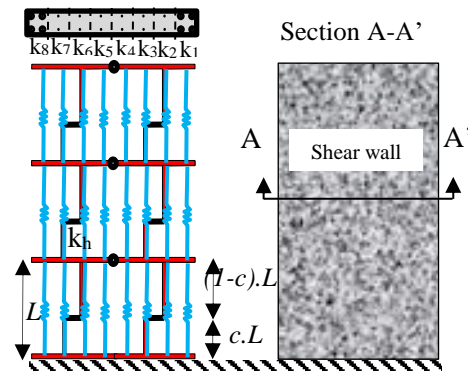 k8 k7 k6 k5 k4 k3 k2 k1
Section A-A’
A
A’
Shear wall
kh
L
(1-c).L
c.L